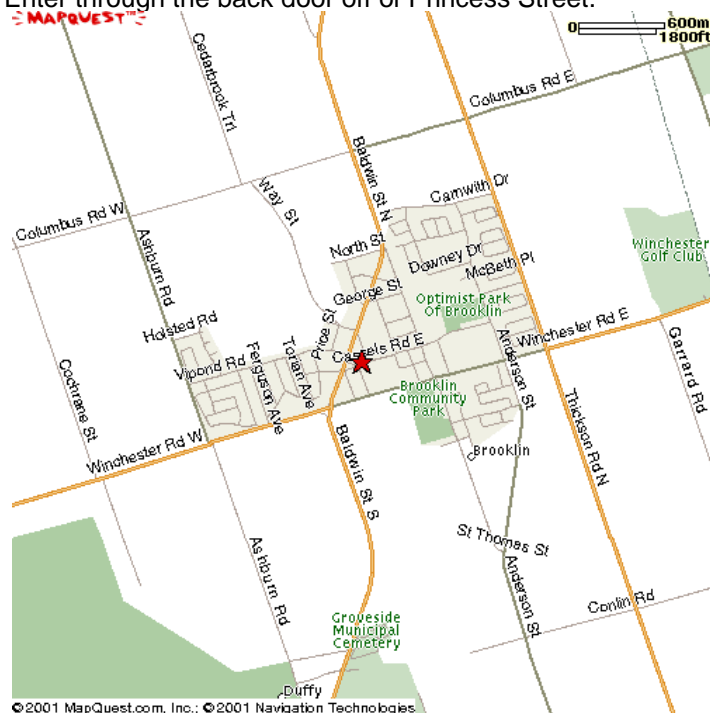 Enter through the back door off of Princess Street.
MAPQUEST™
0 600m
1800ft
Cedarbrook Trl
Columbus Rd E
Baldwin St N
Way St
Carnwith Dr
Columbus Rd W
Ashburn Rd
North St
Downey Dr
McBeth Pl
Winchester
Golf Club
George St
Optimist Park
Of Brooklin
Holsted Rd
Price St
Cassels Rd E
Anderson St
Winchester Rd E
Garrard Rd
Vipond Rd
Torian Ave
Ferguson Ave
Cochrane St
Brooklin
Community
Park
Thickson Rd N
Winchester Rd W
Baldwin St S
Brooklin
St Thomas St
Ashburn Rd
Anderson St
Conlin Rd
Groveside
Municipal
Cemetery
Duffy
©2001 MapQuest.com, Inc.; ©2001 Navigation Technologies